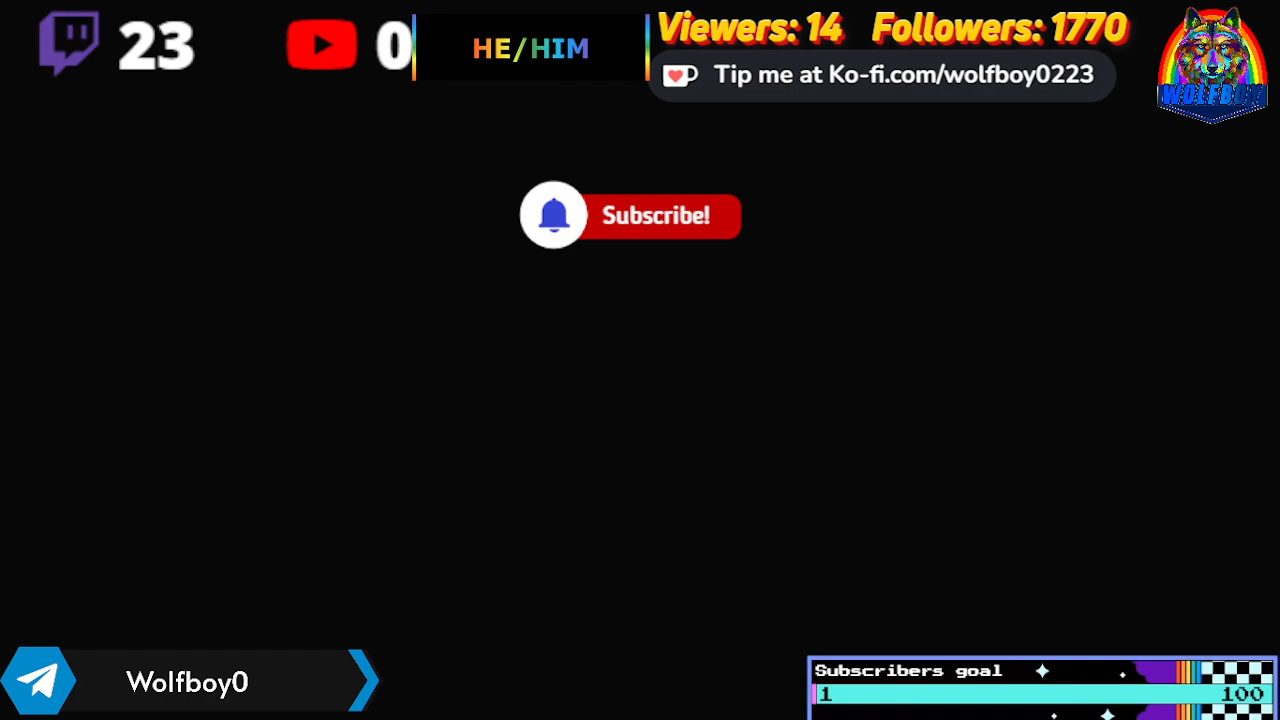 23
0
HE/HIM
Viewers: 14 Followers: 1770
Tip me at Ko-fi.com/wolfboy0223
WOLFBOY
Subscribe!
Wolfboy0
Subscribers goal
1 100